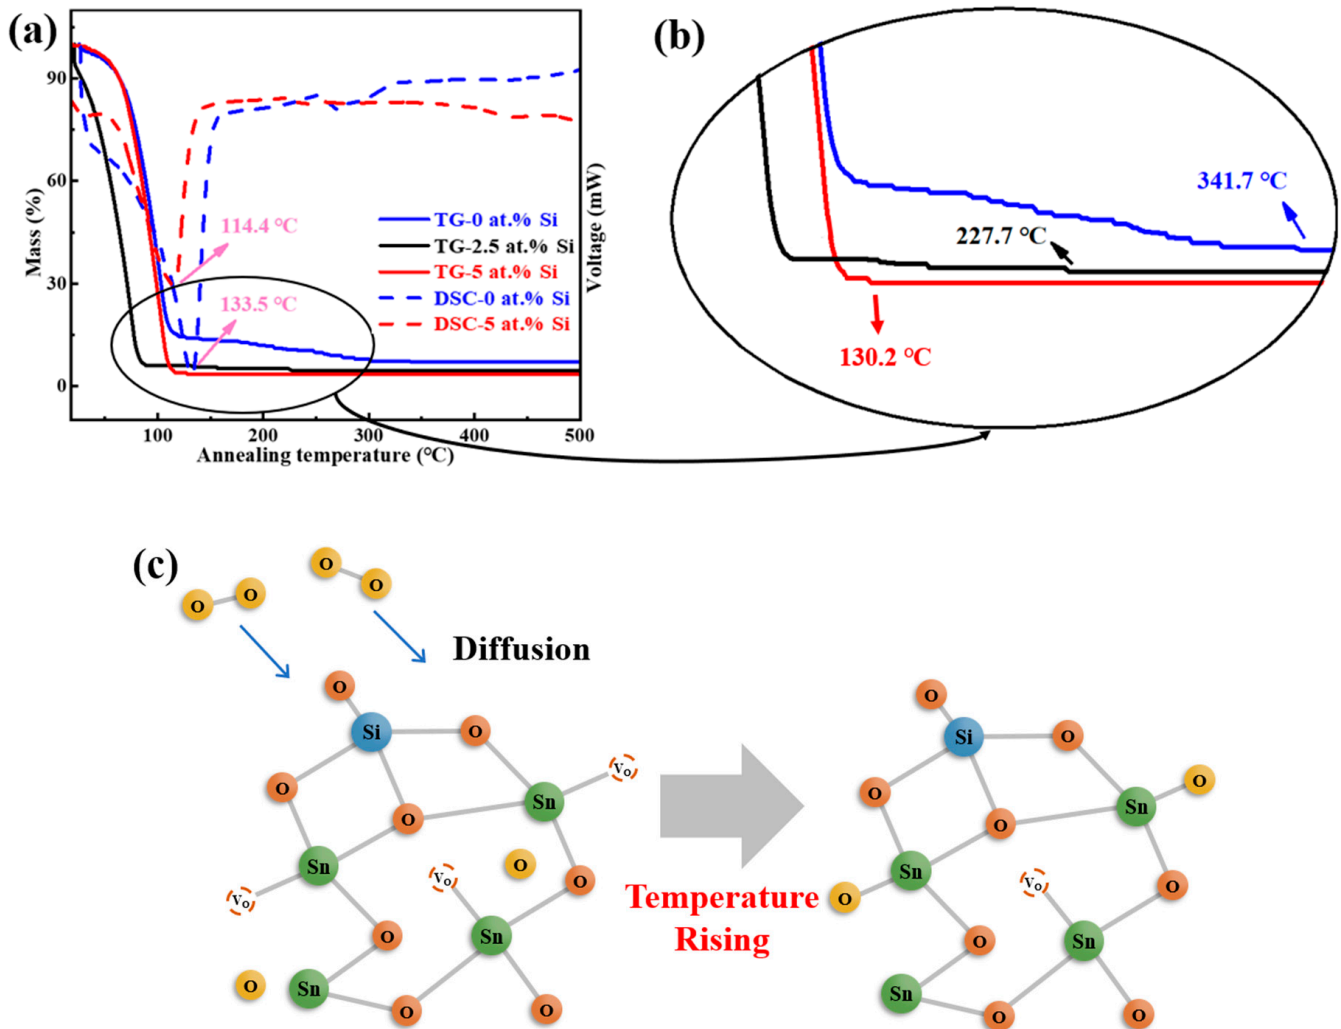 (a)
90
60
30
0
Mass (%)
Voltage (mW)
114.4 °C
133.5 °C
TG-0 at.% Si
TG-2.5 at.% Si
TG-5 at.% Si
DSC-0 at.% Si
DSC-5 at.% Si
100 200 300 400 500
Annealing temperature (°C)
(b)
341.7 °C
227.7 °C
130.2 °C
(c)
O O
O O
Diffusion
O
Si O
O
Vo
Sn
O
Sn
O
Vo
O
Vo
O Sn
O
Sn
O
O
Temperature
Rising
O
Si O
O
O
Sn
O
Sn
Vo
O
O
O Sn
Sn
O
O